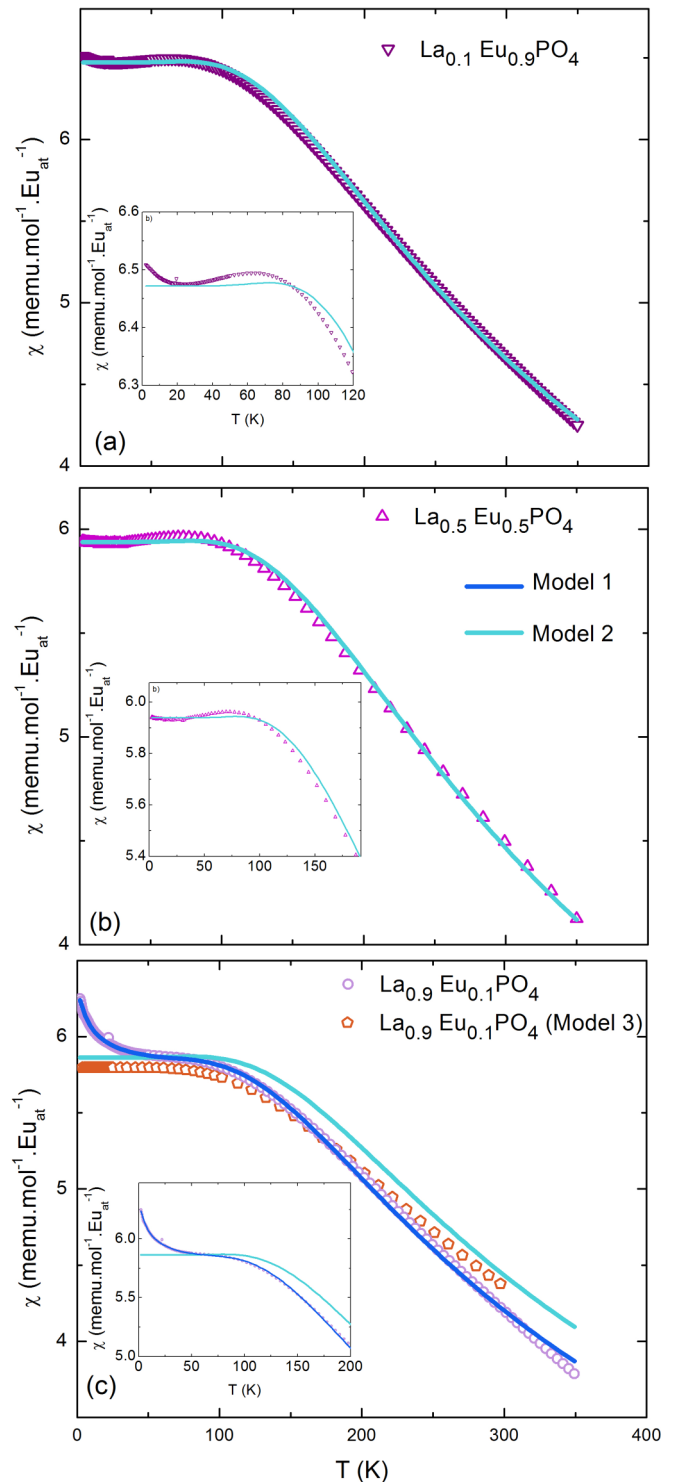 La0.1 Eu0.9PO4
6
5
4
χ (memu.mol-1.Euat-1)
b)
6.6
6.5
6.4
6.3
0 20 40 60 80 100 120
T (K)
χ (memu.mol-1.Euat-1)
(a)
La0.5 Eu0.5PO4
Model 1
Model 2
6
5
4
χ (memu.mol-1.Euat-1)
b)
6.0
5.8
5.6
5.4
0 50 100 150
T (K)
χ (memu.mol-1.Euat-1)
(b)
La0.9 Eu0.1PO4
La0.9 Eu0.1PO4 (Model 3)
6
5
4
χ (memu.mol-1.Euat-1)
6.5
6.0
5.5
5.0
0 50 100 150 200
T (K)
χ (memu.mol-1.Euat-1)
(c)
0 100 200 300 400
T (K)